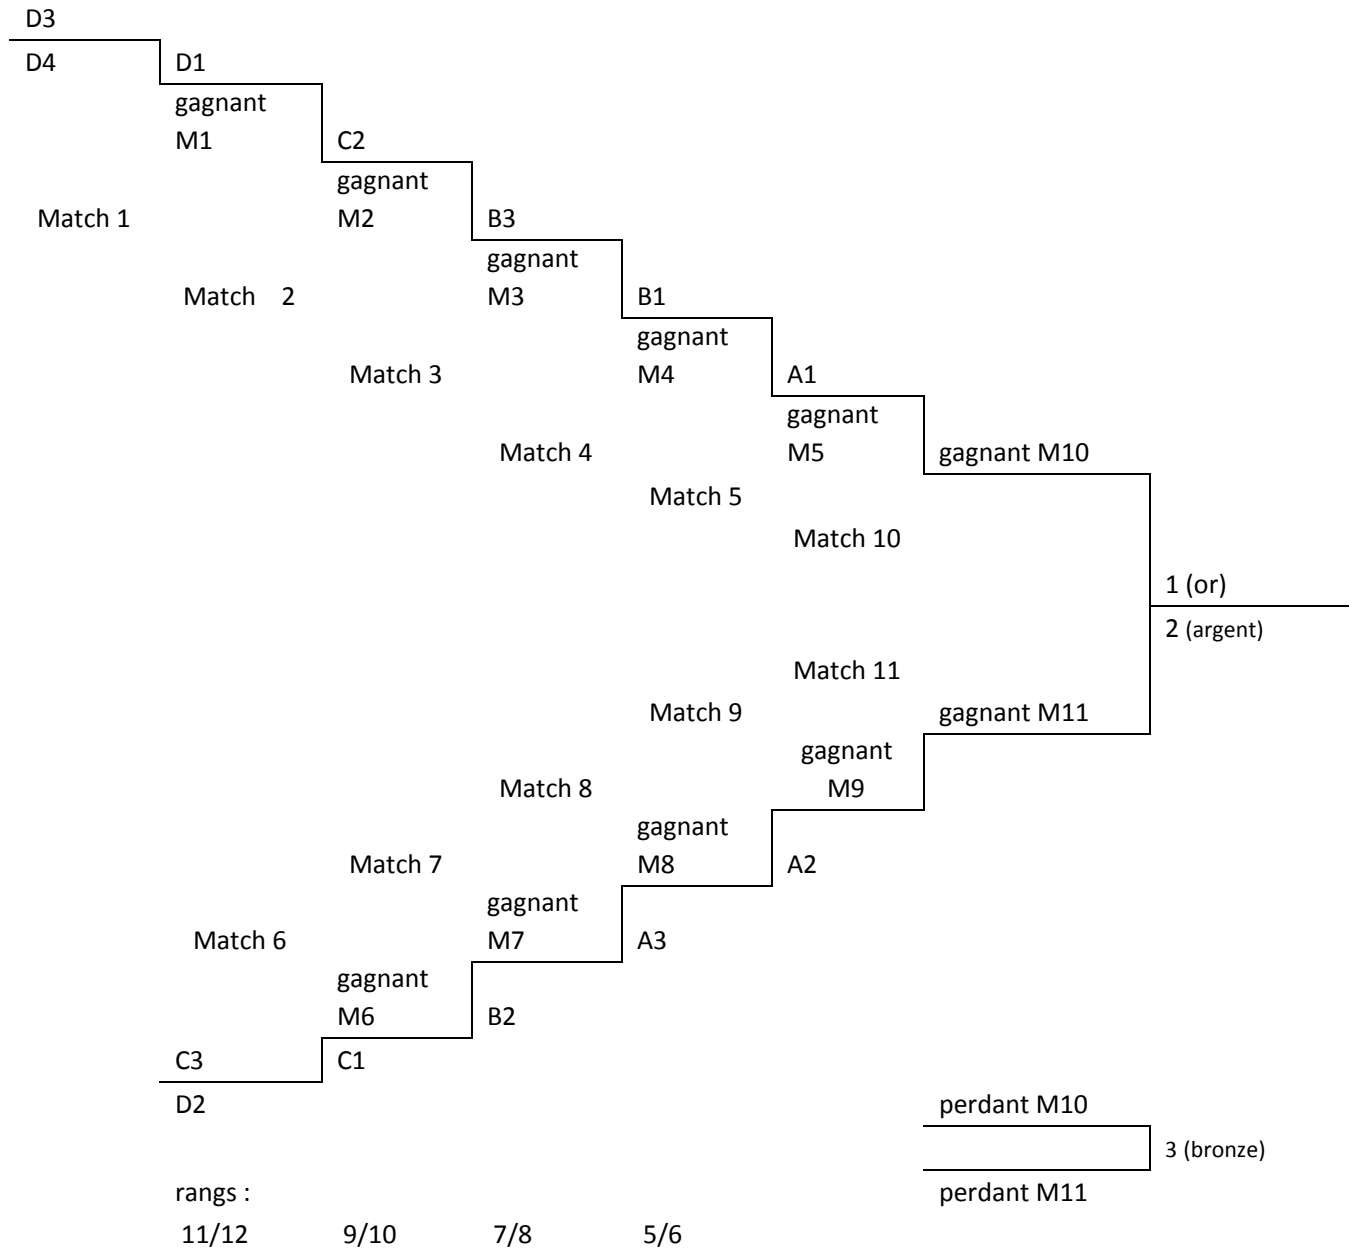 D3
D4 D1
gagnant
M1 C2
gagnant
Match 1 M2 B3
gagnant
Match 2 M3 B1
gagnant
Match 3 M4 A1
gagnant
Match 4 M5 gagnant M10
Match 5
Match 10
1 (or)
2 (argent)
Match 11
Match 9 gagnant M11
gagnant
Match 8 M9
gagnant
Match 7 M8 A2
gagnant
Match 6 M7 A3
gagnant
M6 B2
C3 C1
D2 perdant M10
3 (bronze)
rangs : perdant M11
11/12 9/10 7/8 5/6